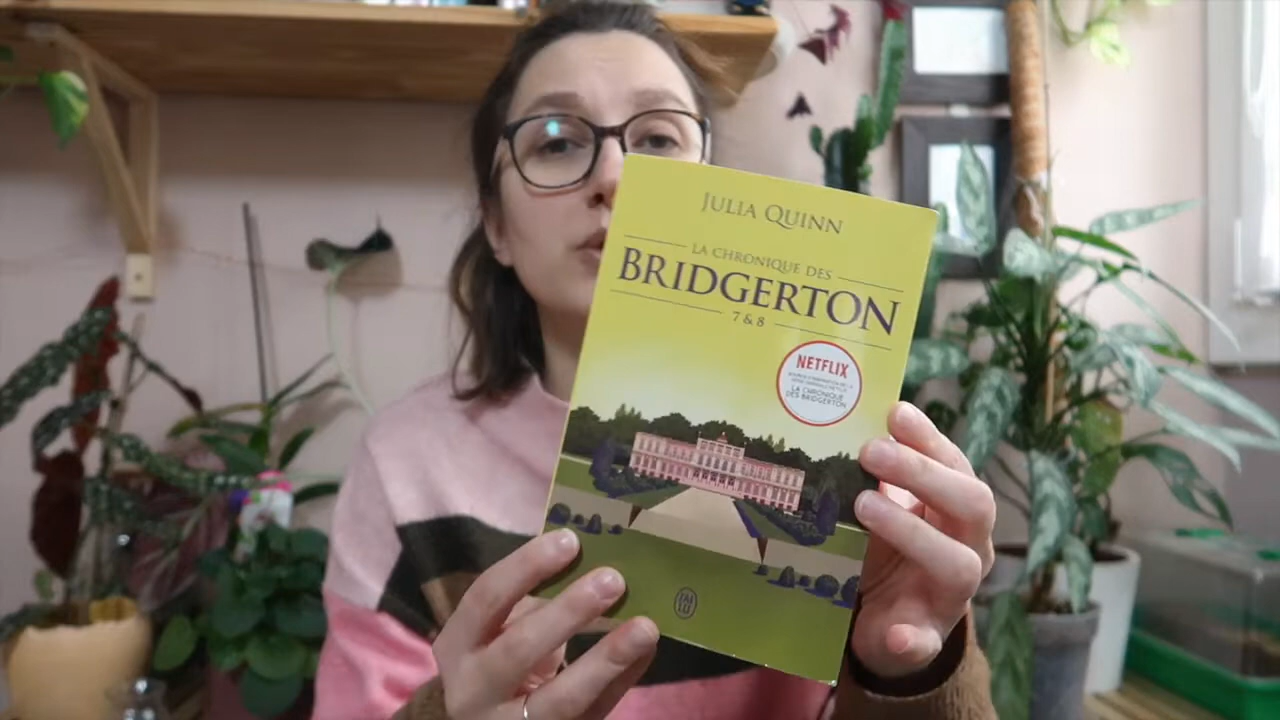 JULIA QUINN
LA CHRONIQUE DES
BRIDGERTON
7 & 8
NETFLIX
LA CHRONIQUE
DES BRIDGERTON
J'AI
LU